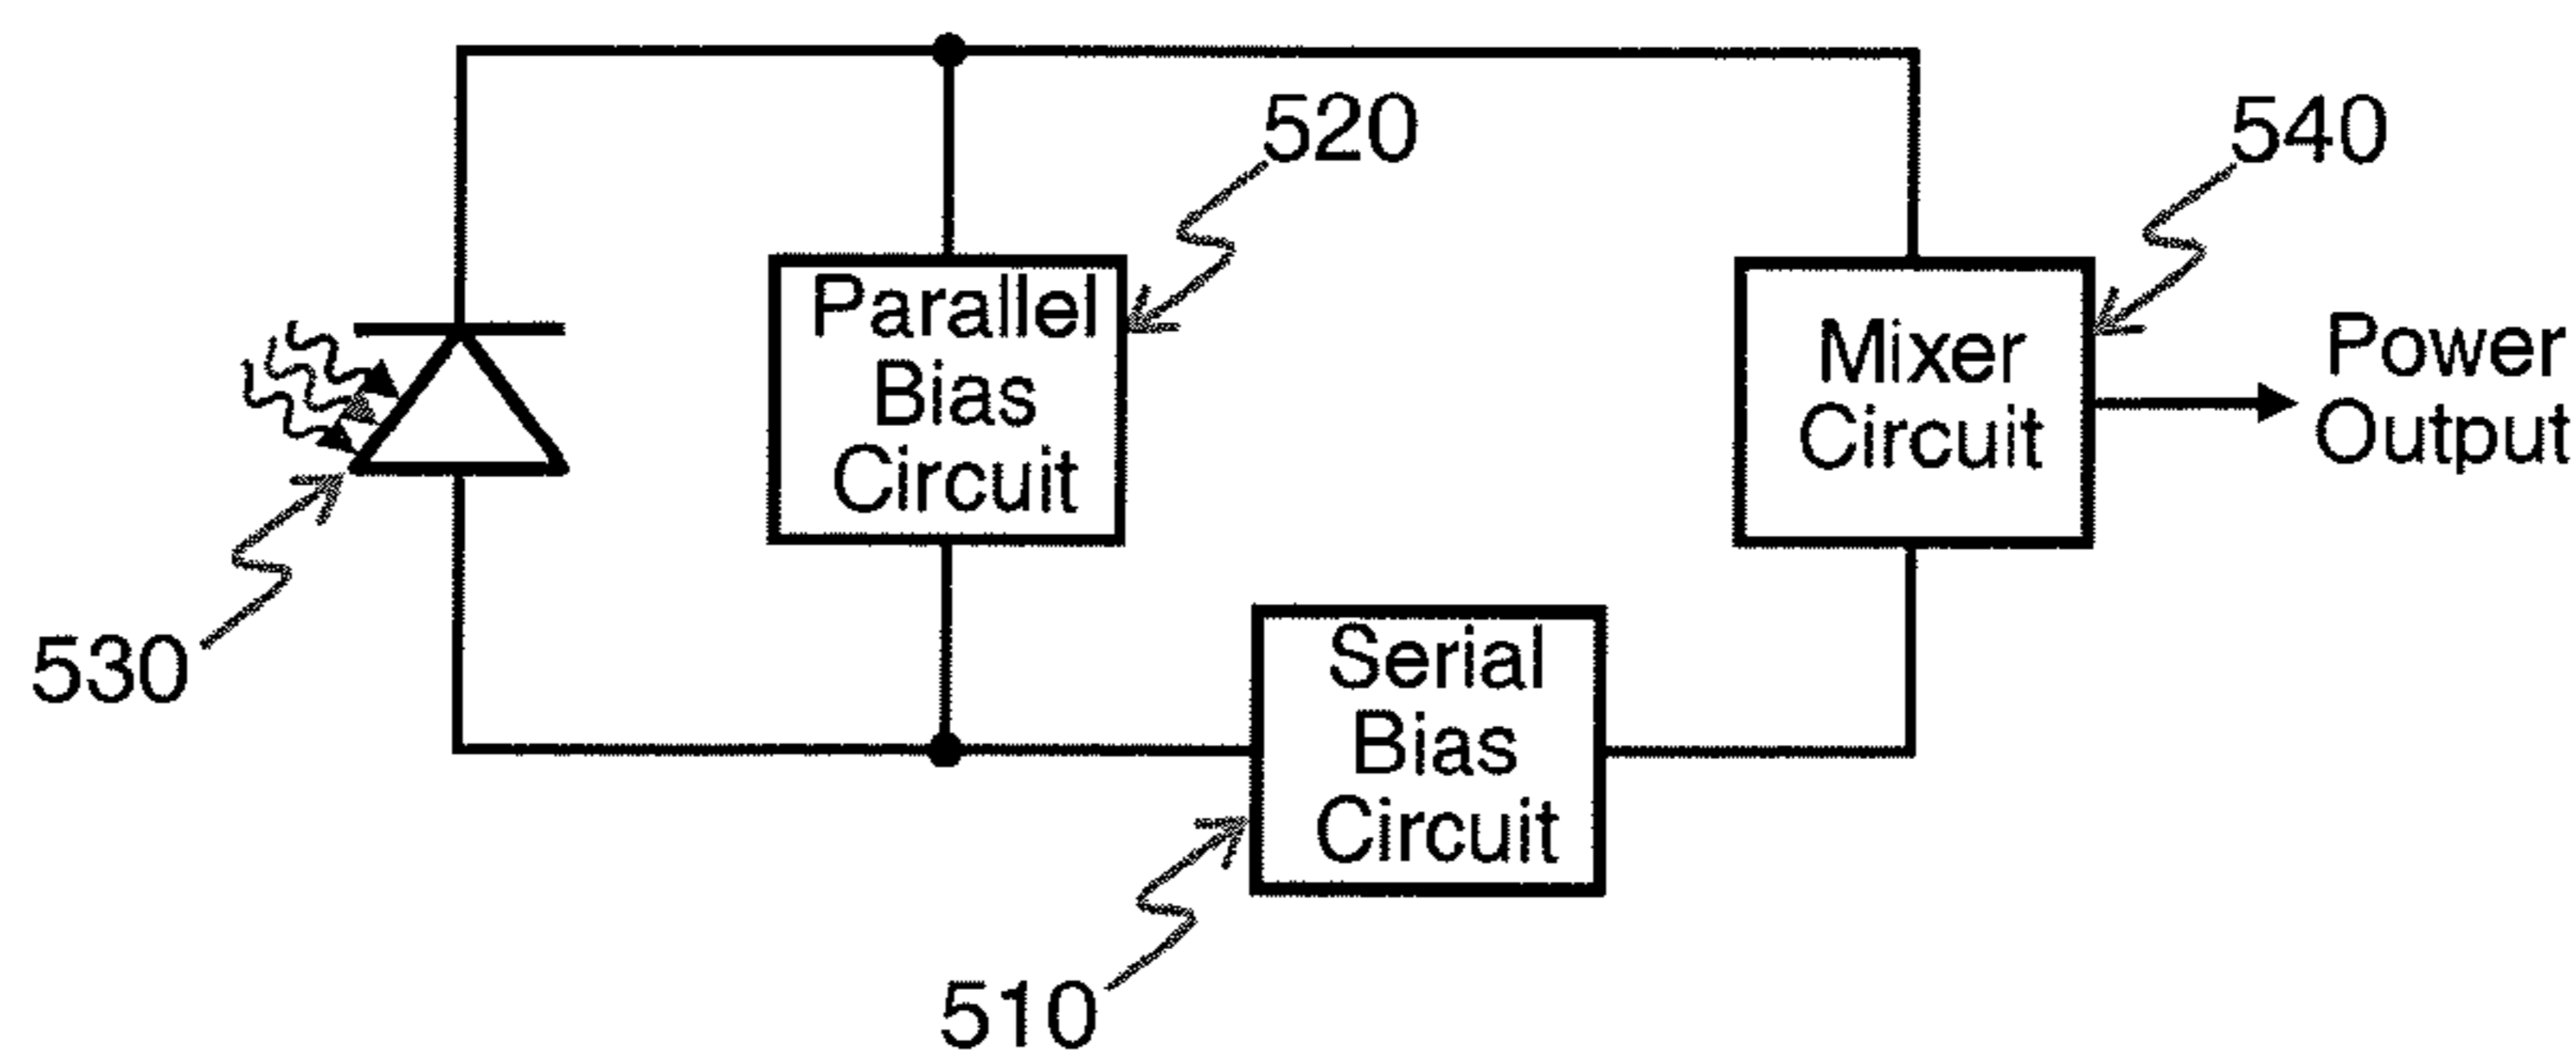 520
540
Parallel
Bias
Circuit
Mixer
Circuit
Power
Output
530
Serial
Bias
Circuit
510